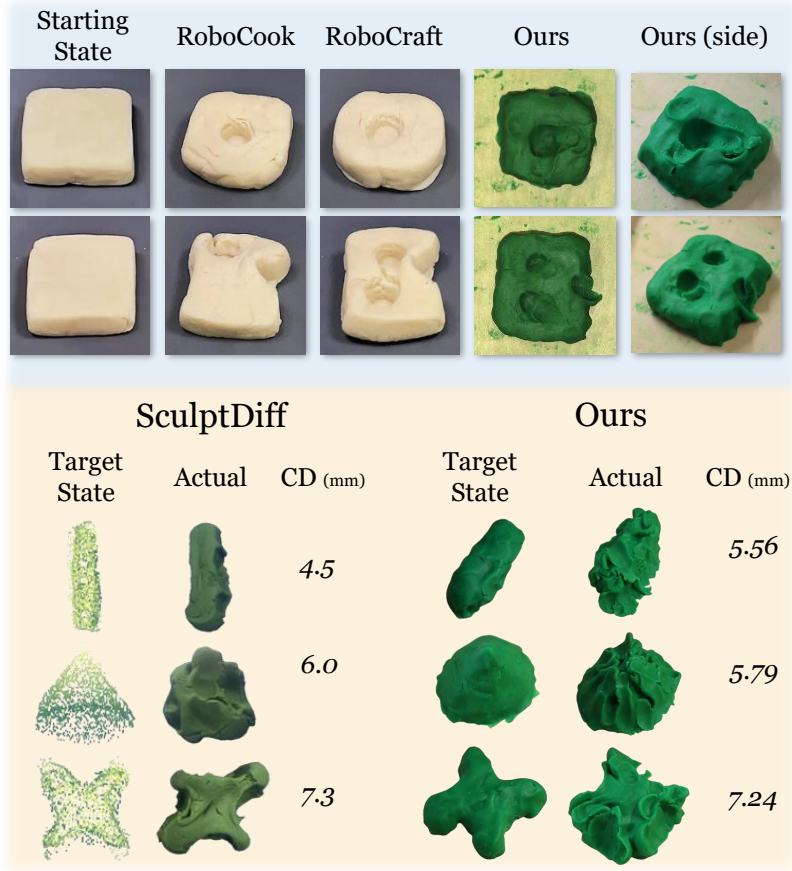 Starting
State
RoboCook
RoboCraft
Ours
Ours (side)
SculptDiff
Ours
Target
State
Actual
CD (mm)
Target
State
Actual
CD (mm)
4.5
5.56
6.0
5.79
7.3
7.24